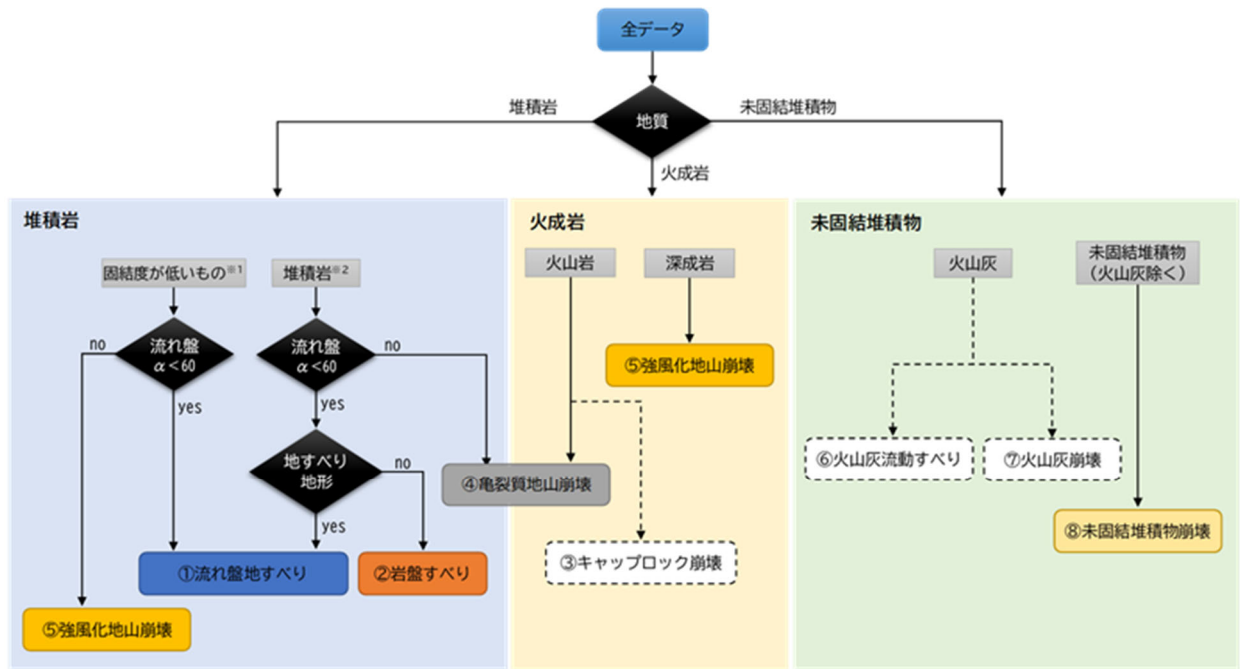 全データ
地質
堆積岩
未固結堆積物
火成岩
堆積岩
固結度が低いもの※1
堆積岩※2
流れ盤
α<60
no
yes
流れ盤
α<60
no
yes
地すべり
地形
no
yes
①流れ盤地すべり
②岩盤すべり
⑤強風化地山崩壊
④亀裂質地山崩壊
火成岩
火山岩
深成岩
⑤強風化地山崩壊
③キャップロック崩壊
未固結堆積物
火山灰
未固結堆積物
（火山灰除く）
⑥火山灰流動すべり
⑦火山灰崩壊
⑧未固結堆積物崩壊